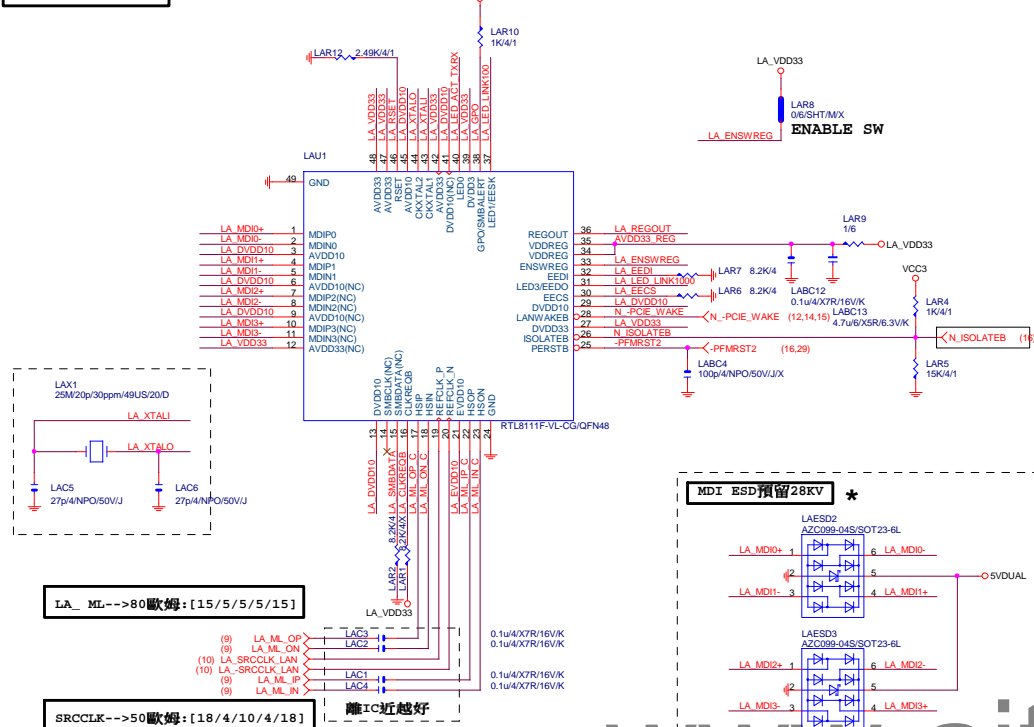 LAR10
1K/4/1
LAR12 2.49K/4/1
LA_VDD33
LA_VDD33
LA_RSET
LA_DVDD10
LA_XTALO
LA_XTALI
LA_VDD33
LA_DVDD10
LA_LED_ACT_TXRX
LA_VDD33
LA_GPO
LA_LED_LINK100
48 47 46 45 44 43 42 41 40 39 38 37
LA_VDD33
LAR8
0/6/SHT/M/X
ENABLE SW
LA_ENSWREG
LAU1
49 GND
AVDD33
AVDD33
RSET
AVDD10
CKXTAL2
CKXTAL1
AVDD33
DVDD10(NC)
LED0
DVDD3
GPO/SMBALERT
LED1/EESK
LA_MDI0+ 1 MDIP0
LA_MDI0- 2 MDIN0
LA_DVDD10 3 AVDD10
LA_MDI1+ 4 MDIP1
LA_MDI1- 5 MDIN1
LA_DVDD10 6 AVDD10(NC)
LA_MDI2+ 7 MDIP2(NC)
LA_MDI2- 8 MDIN2(NC)
LA_DVDD10 9 AVDD10(NC)
LA_MDI3+ 10 MDIP3(NC)
LA_MDI3- 11 MDIN3(NC)
LA_VDD33 12 AVDD33(NC)
REGOUT 36 LA_REGOUT
VDDREG 35 AVDD33_REG
VDDREG 34
ENSWREG 33 LA_ENSWREG
EEDI 32 LA_EEDI
LED3/EEDO 31 LA_LED_LINK1000
EECS 30 LA_EECS
DVDD10 29 LA_DVDD10
LANWAKEB 28 N_-PCIE_WAKE
DVDD33 27 LA_VDD33
ISOLATEB 26 N_ISOLATEB
PERSTB 25 -PFMRST2
LAR7 8.2K/4
LAR6 8.2K/4
N_-PCIE_WAKE (12,14,15)
-PFMRST2 (16,29)
LABC4
100p/4/NPO/50V/J/X
LAR9
1/6
LA_VDD33
LABC12
0.1u/4/X7R/16V/K
LABC13
4.7u/6/X5R/6.3V/K
VCC3
LAR4
1K/4/1
N_ISOLATEB (16
LAR5
15K/4/1
DVDD10
SMBCLK(NC)
SMBDATA(NC)
CLKREQB
HSIP
HSIN
REFCLK_P
REFCLK_N
EVDD10
HSOP
HSON
GND
RTL8111F-VL-CG/QFN48
13 14 15 16 17 18 19 20 21 22 23 24
LA_DVDD10
LA_SMBDATA
LA_CLKREQB
LA_ML_OP_C
LA_ML_ON_C
LA_EVDD10
LA_ML_IP_C
LA_ML_IN_C
LAR2 8.2K/4
LAR1 8.2K/4/X
LA_VDD33
LAX1
25M/20p/30ppm/49US/20/D
LA_XTALI
LA_XTALO
LAC5
27p/4/NPO/50V/J
LAC6
27p/4/NPO/50V/J
LA_ ML-->80歐姆:[15/5/5/5/15]
(9) LA_ML_OP LAC3 0.1u/4/X7R/16V/K
(9) LA_ML_ON LAC2 0.1u/4/X7R/16V/K
(10) LA_SRCCLK_LAN
(10) LA_-SRCCLK_LAN
(9) LA_ML_IP LAC1 0.1u/4/X7R/16V/K
(9) LA_ML_IN LAC4 0.1u/4/X7R/16V/K
離IC近越好
SRCCLK-->50歐姆:[18/4/10/4/18]
MDI ESD預留28KV *
LAESD2
AZC099-04S/SOT23-6L
LA_MDI0+ 1 6 LA_MDI0-
2 5 5VDUAL
LA_MDI1- 3 4 LA_MDI1+
LAESD3
AZC099-04S/SOT23-6L
LA_MDI2+ 1 6 LA_MDI2-
2 5
LA_MDI3- 3 4 LA_MDI3+